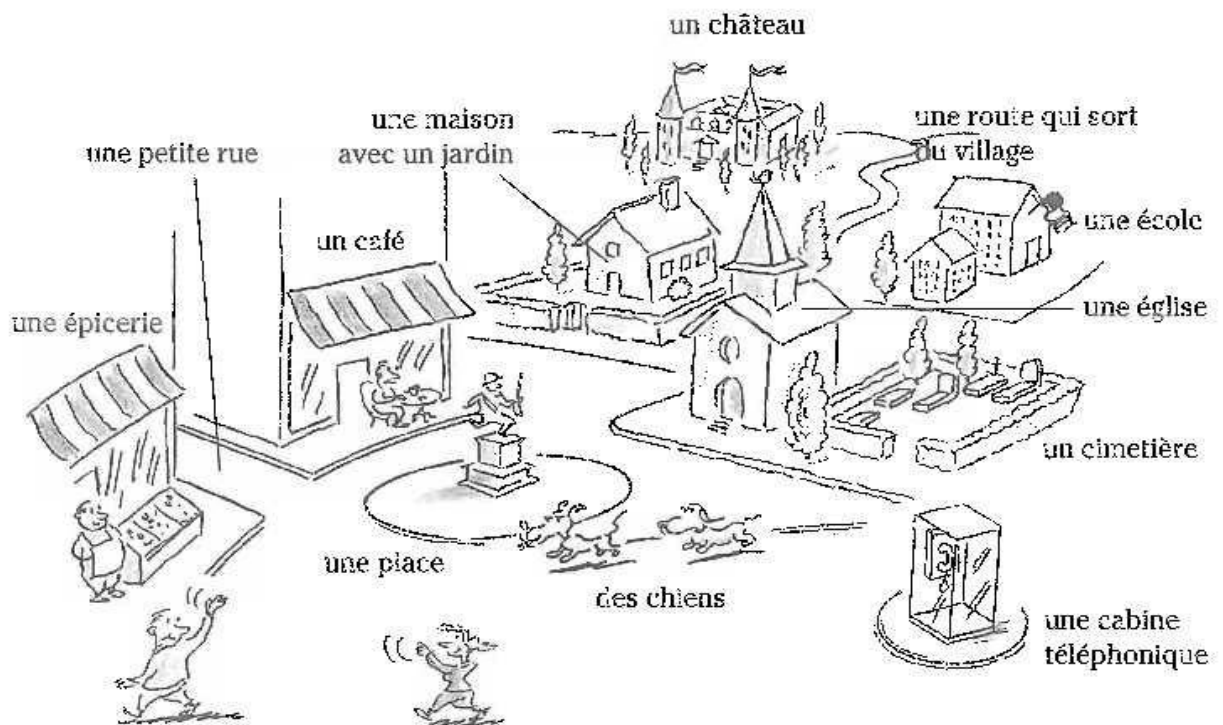 un château
une maison
avec un jardin
une route qui sort
du village
une petite rue
un café
une école
une épicerie
une église
un cimetière
une place
des chiens
une cabine
téléphonique